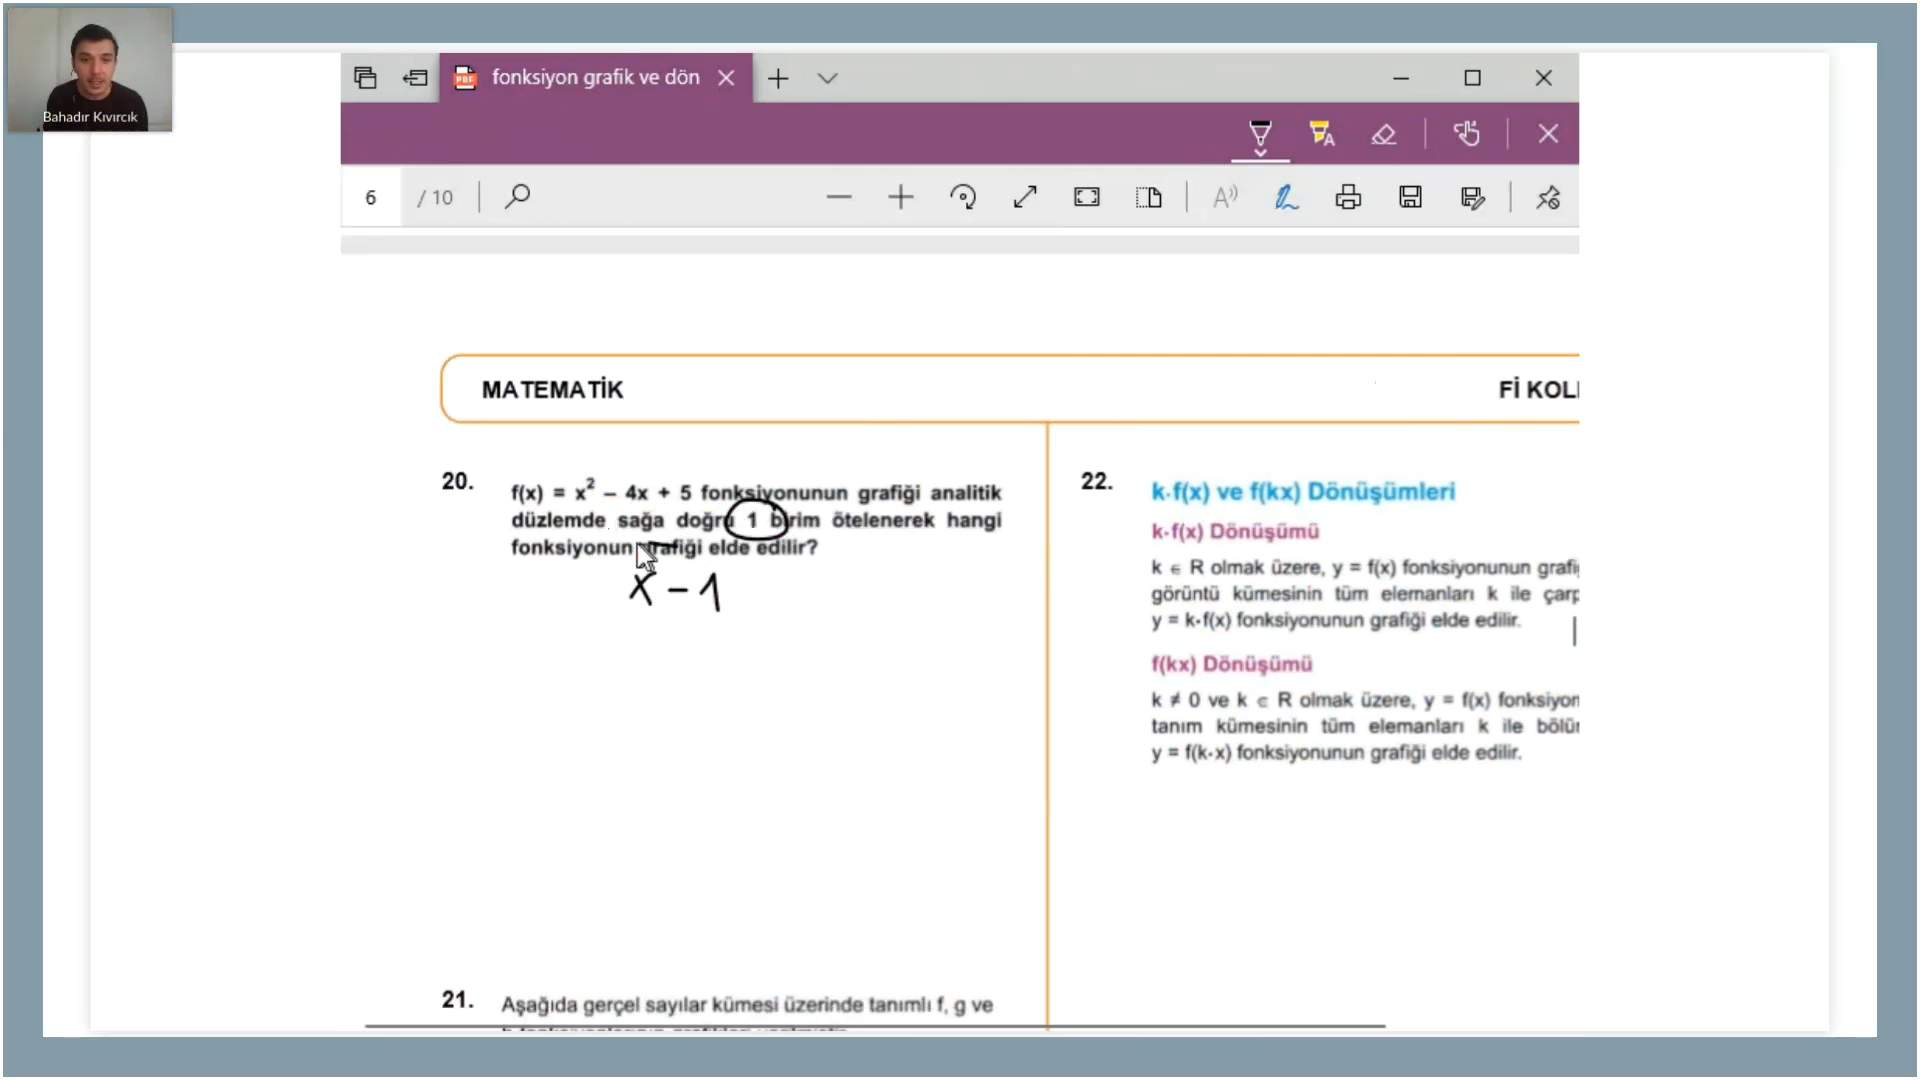 Bahadır Kıvırcık
fonksiyon grafik ve dön
6 / 10
MATEMATİK
Fİ KOL
20.
f(x) = x² – 4x + 5 fonksiyonunun grafiği analitik
düzlemde sağa doğru 1 birim ötelenerek hangi
fonksiyonun grafiği elde edilir?
x – 1
21.
Aşağıda gerçel sayılar kümesi üzerinde tanımlı f, g ve
22.
k·f(x) ve f(kx) Dönüşümleri
k·f(x) Dönüşümü
k ∈ R olmak üzere, y = f(x) fonksiyonunun grafi
görüntü kümesinin tüm elemanları k ile çarp
y = k·f(x) fonksiyonunun grafiği elde edilir.
f(kx) Dönüşümü
k ≠ 0 ve k ∈ R olmak üzere, y = f(x) fonksiyon
tanım kümesinin tüm elemanları k ile bölü
y = f(k·x) fonksiyonunun grafiği elde edilir.